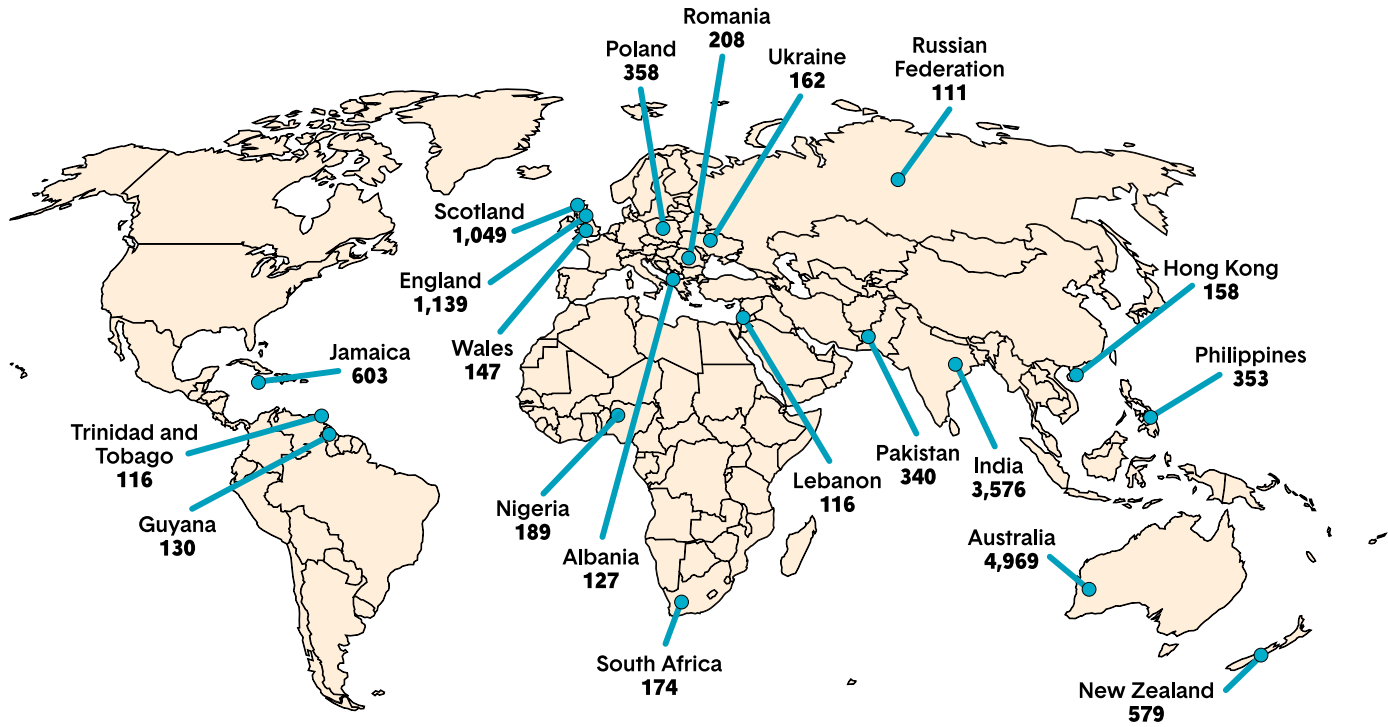 Romania
208
Poland
358
Ukraine
162
Russian
Federation
111
Scotland
1,049
England
1,139
Wales
147
Hong Kong
158
Jamaica
603
Philippines
353
Trinidad and
Tobago
116
Guyana
130
Nigeria
189
Albania
127
Lebanon
116
Pakistan
340
India
3,576
Australia
4,969
South Africa
174
New Zealand
579